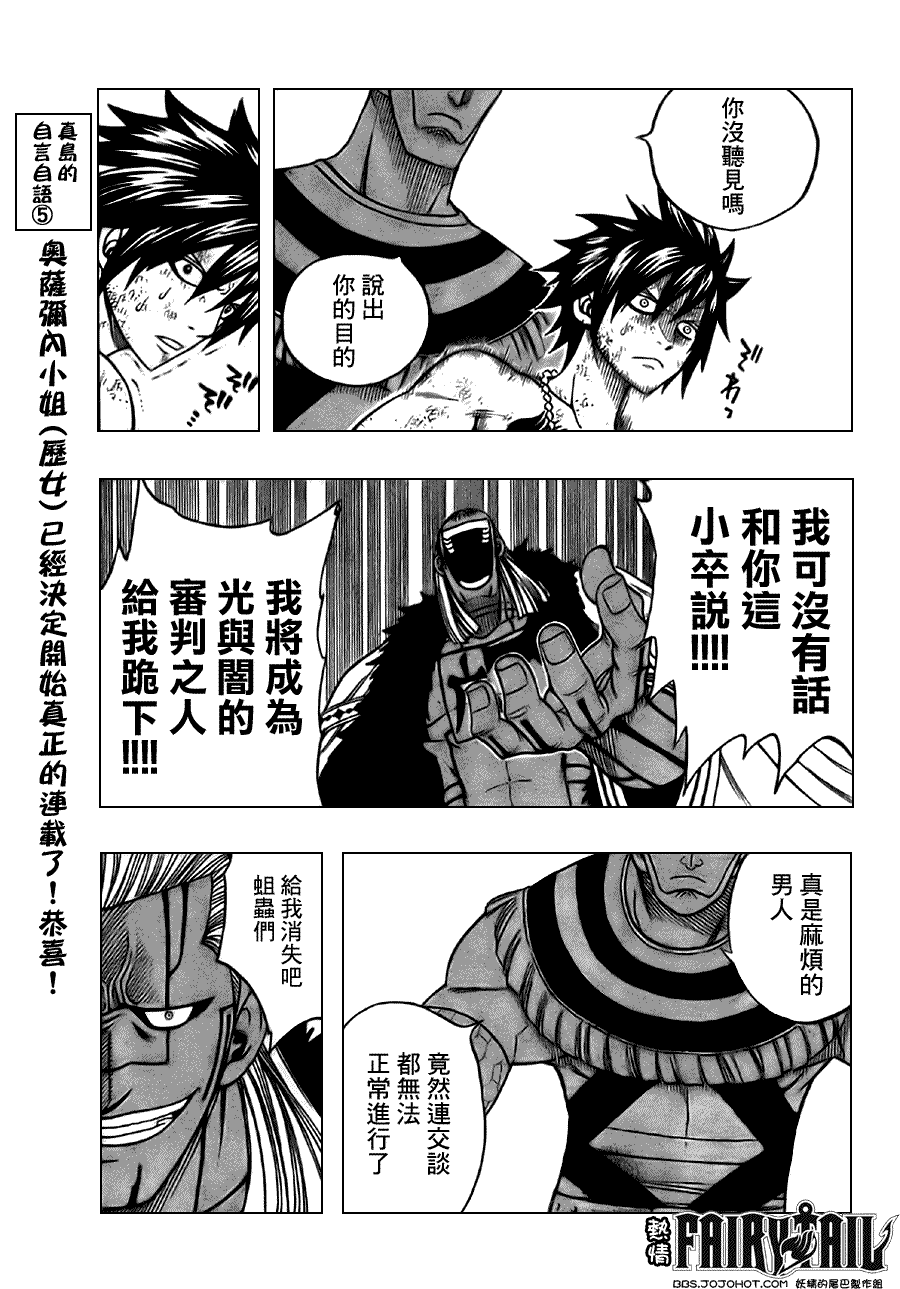 你沒聽見嗎
說出
你的目的
ざわっ
ざわ
我可沒有話
和你這
小卒說!!!!
我將成為
光與闇的
審判之人
給我跪下!!!!
真是麻煩的
男人
竟然連交談
都無法
正常進行了
給我消失吧
蛆蟲們
真島的
自言自語⑤
奧薩彌內小姐(歷女)已經決定開始真正的連載了!恭喜!
熱情
FAIRY TAIL
BBS.JOJOHOT.COM 妖精的尾巴製作組